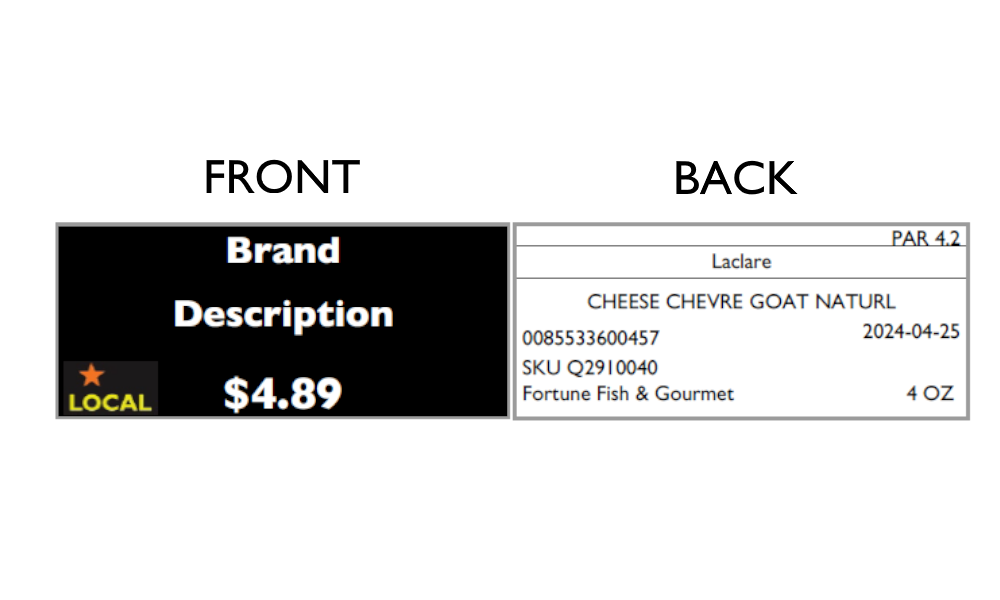 FRONT
Brand
Description
LOCAL
$4.89
BACK
PAR 4.2
Laclare
CHEESE CHEVRE GOAT NATURL
0085533600457
2024-04-25
SKU Q2910040
Fortune Fish & Gourmet
4 OZ